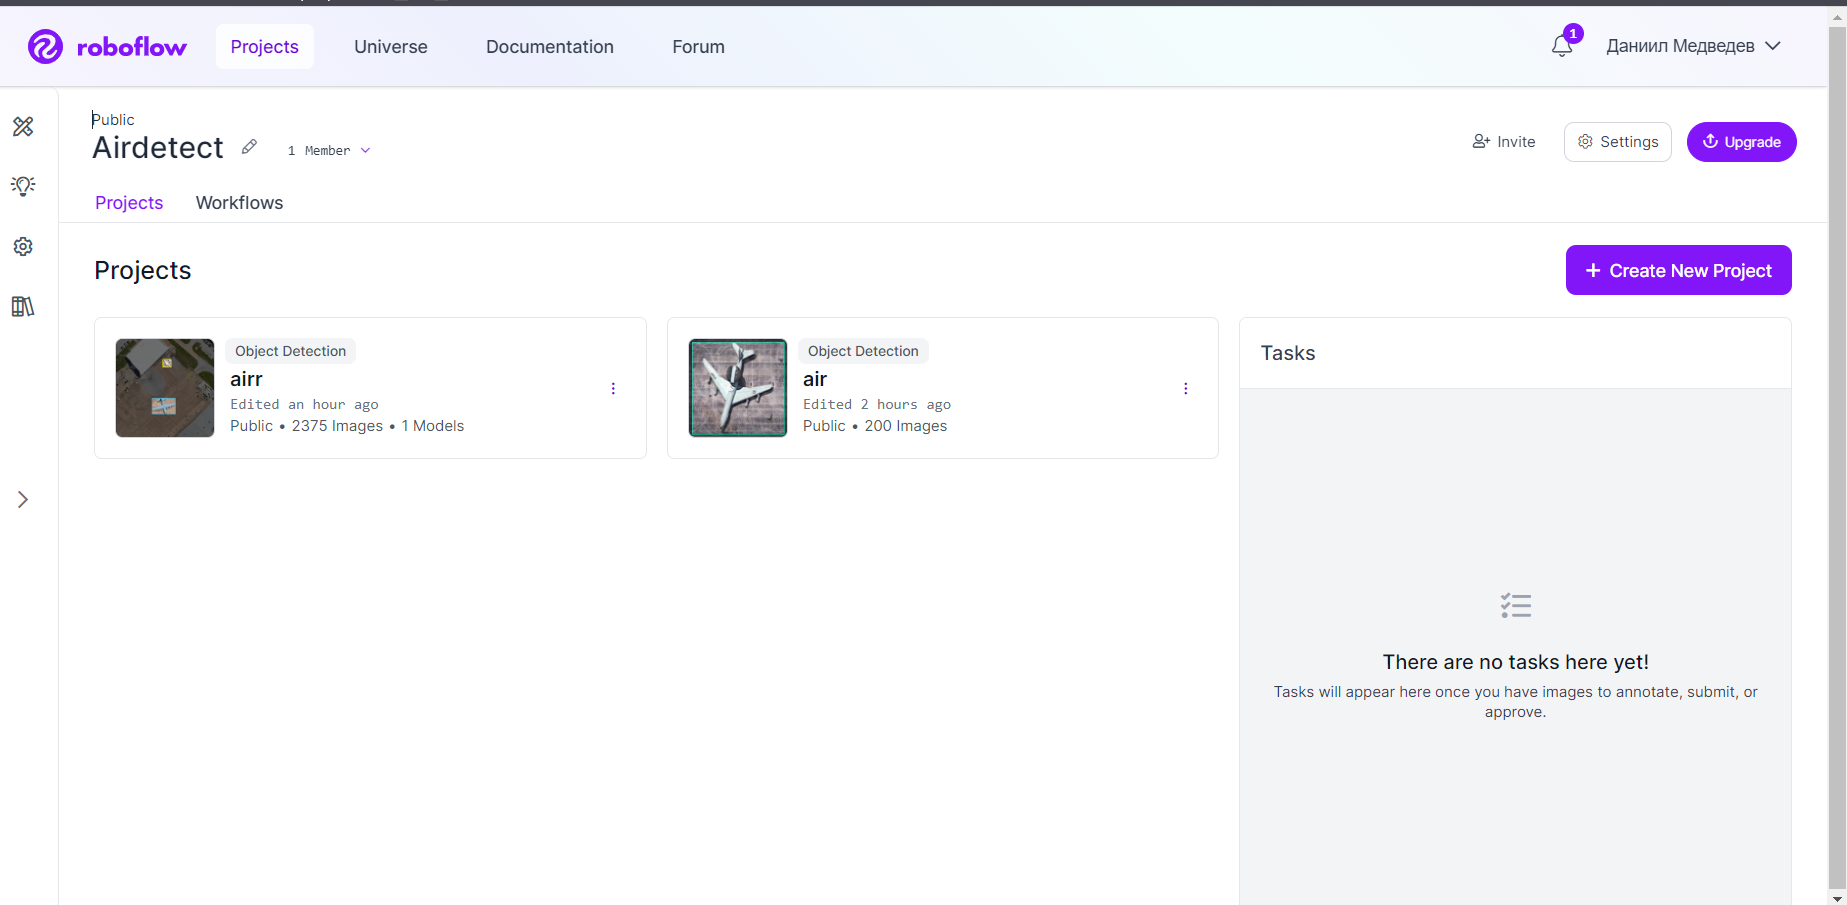 roboflow
Projects
Universe
Documentation
Forum
1
Даниил Медведев
Public
Airdetect
1 Member
Invite
Settings
Upgrade
Projects
Workflows
Projects
+ Create New Project
Object Detection
airr
Edited an hour ago
Public • 2375 Images • 1 Models
Object Detection
air
Edited 2 hours ago
Public • 200 Images
Tasks
There are no tasks here yet!
Tasks will appear here once you have images to annotate, submit, or
approve.